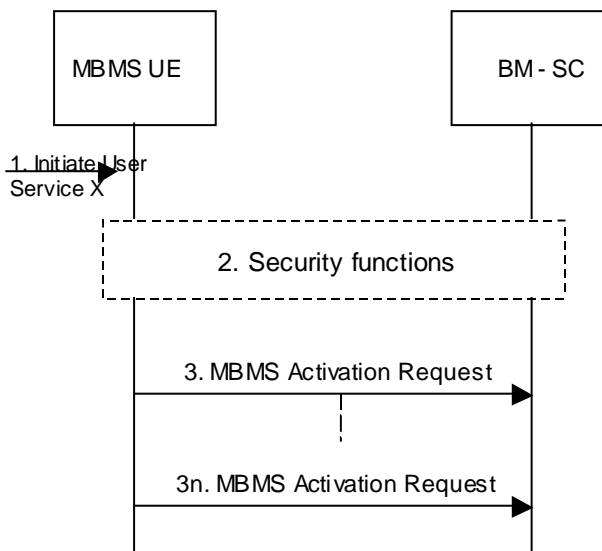 MBMS UE
BM - SC
1. Initiate User
Service X
2. Security functions
3. MBMS Activation Request
3n. MBMS Activation Request